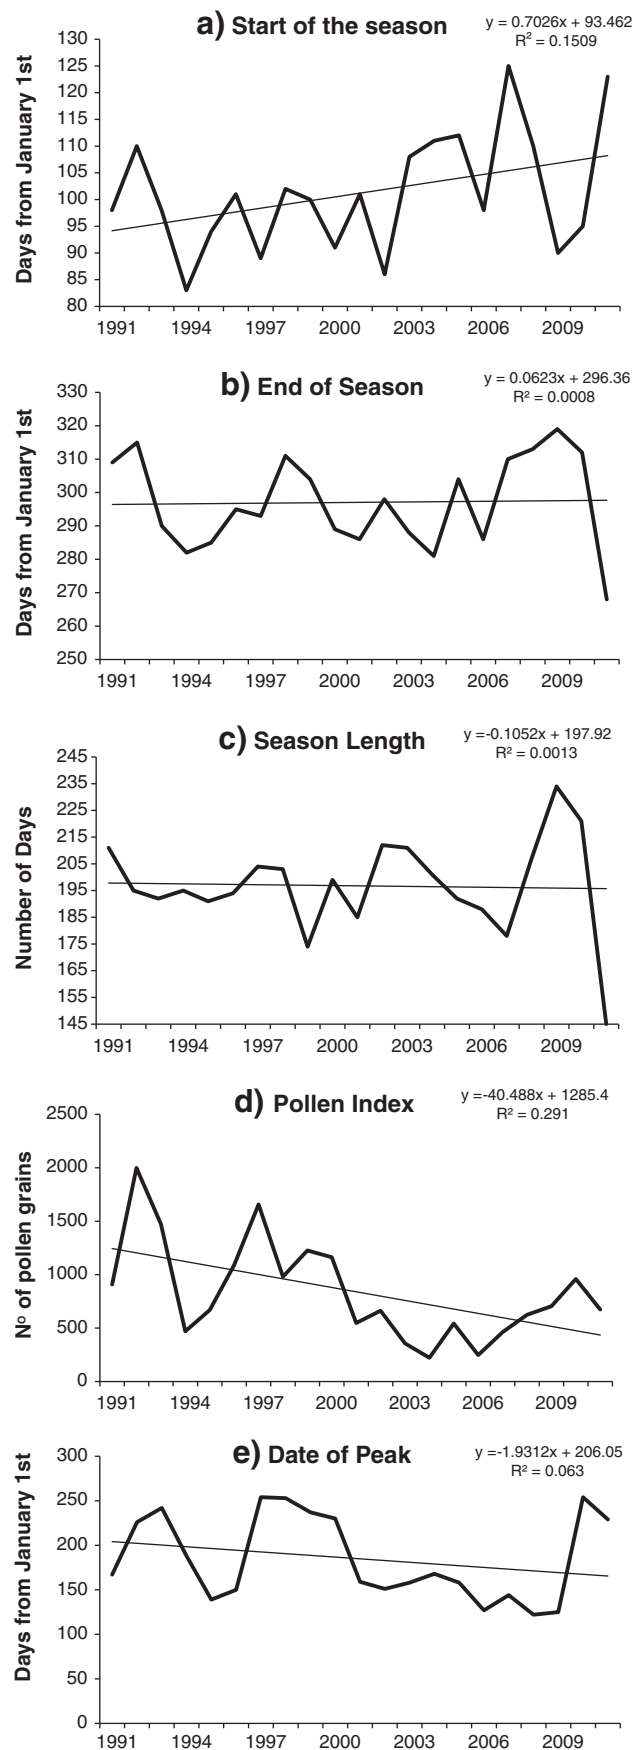 a) Start of the season
y = 0.7026x + 93.462
R² = 0.1509
Days from January 1st
130
125
120
115
110
105
100
95
90
85
80
1991 1994 1997 2000 2003 2006 2009
b) End of Season
y = 0.0623x + 296.36
R² = 0.0008
Days from January 1st
330
320
310
300
290
280
270
260
250
1991 1994 1997 2000 2003 2006 2009
c) Season Length
y =-0.1052x + 197.92
R² = 0.0013
Number of Days
245
235
225
215
205
195
185
175
165
155
145
1991 1994 1997 2000 2003 2006 2009
d) Pollen Index
y =-40.488x + 1285.4
R² = 0.291
Nº of pollen grains
2500
2000
1500
1000
500
0
1991 1994 1997 2000 2003 2006 2009
e) Date of Peak
y =-1.9312x + 206.05
R² = 0.063
Days from January 1st
300
250
200
150
100
50
0
1991 1994 1997 2000 2003 2006 2009